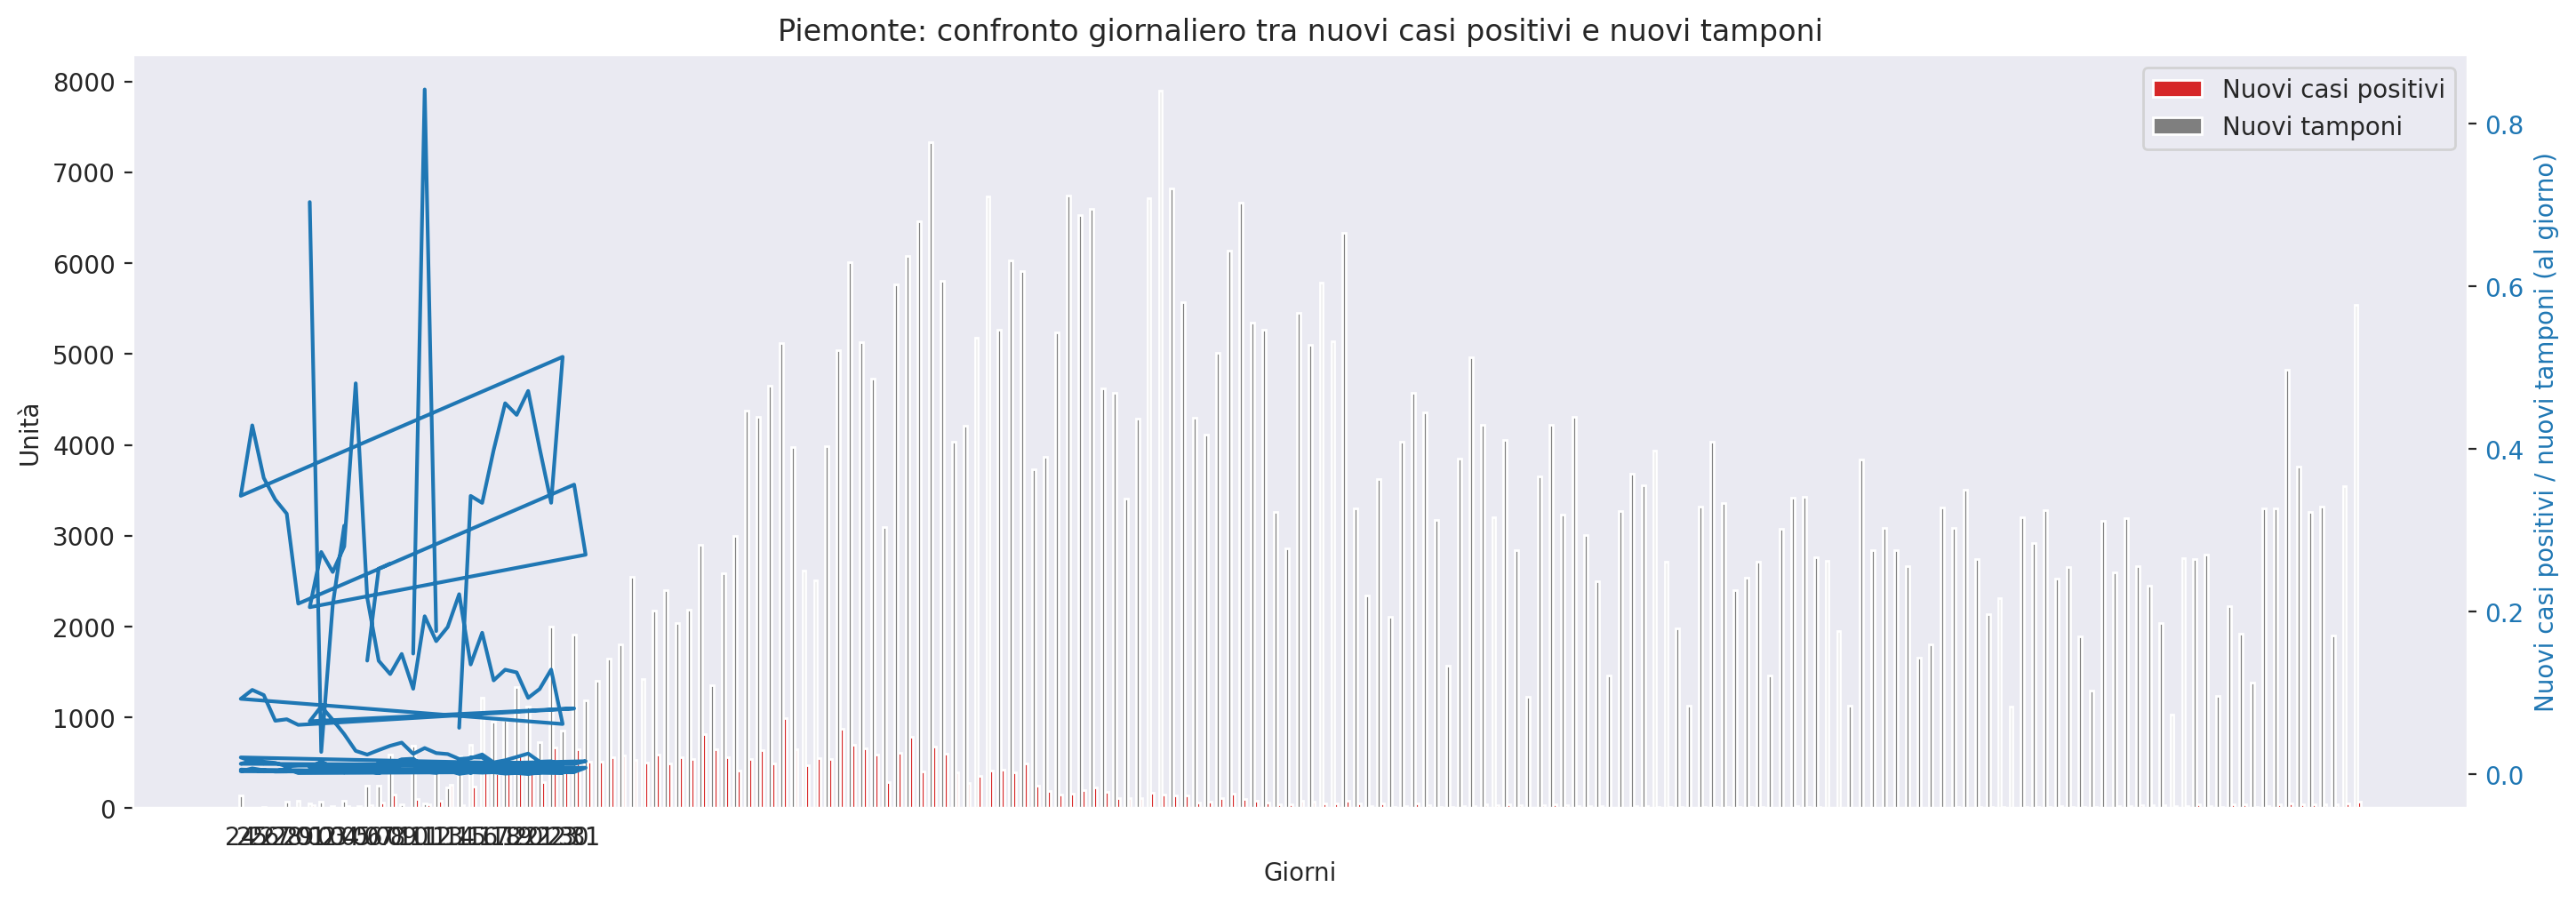 Piemonte: confronto giornaliero tra nuovi casi positivi e nuovi tamponi
Nuovi casi positivi
Nuovi tamponi
8000
7000
6000
5000
4000
3000
2000
1000
0
Unità
0.8
0.6
0.4
0.2
0.0
Nuovi casi positivi / nuovi tamponi (al giorno)
Giorni